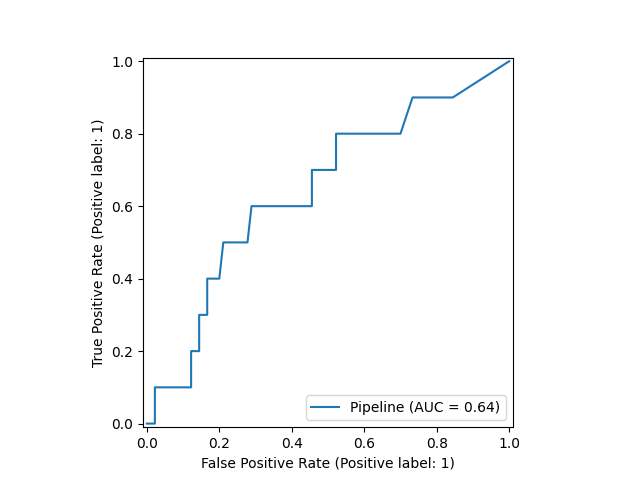 1.0
0.8
0.6
0.4
0.2
0.0
True Positive Rate (Positive label: 1)
Pipeline (AUC = 0.64)
0.0 0.2 0.4 0.6 0.8 1.0
False Positive Rate (Positive label: 1)